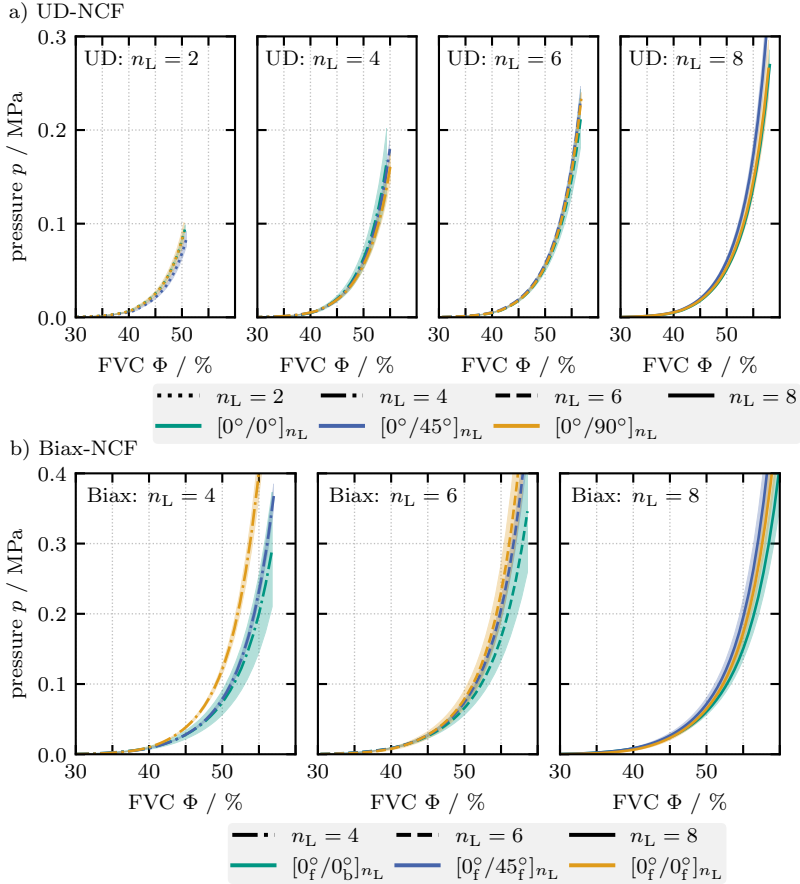 a) UD-NCF
0.3
0.2
0.1
0.0
pressure p / MPa
UD: n_L = 2
UD: n_L = 4
UD: n_L = 6
UD: n_L = 8
30 40 50
30 40 50
30 40 50
30 40 50
FVC Φ / %
FVC Φ / %
FVC Φ / %
FVC Φ / %
n_L = 2 n_L = 4 n_L = 6 n_L = 8
[0°/0°]n_L [0°/45°]n_L [0°/90°]n_L
b) Biax-NCF
0.4
0.3
0.2
0.1
0.0
pressure p / MPa
Biax: n_L = 4
Biax: n_L = 6
Biax: n_L = 8
30 40 50
30 40 50
30 40 50
FVC Φ / %
FVC Φ / %
FVC Φ / %
n_L = 4 n_L = 6 n_L = 8
[0°_f/0°_b]n_L [0°_f/45°_f]n_L [0°_f/0°_f]n_L